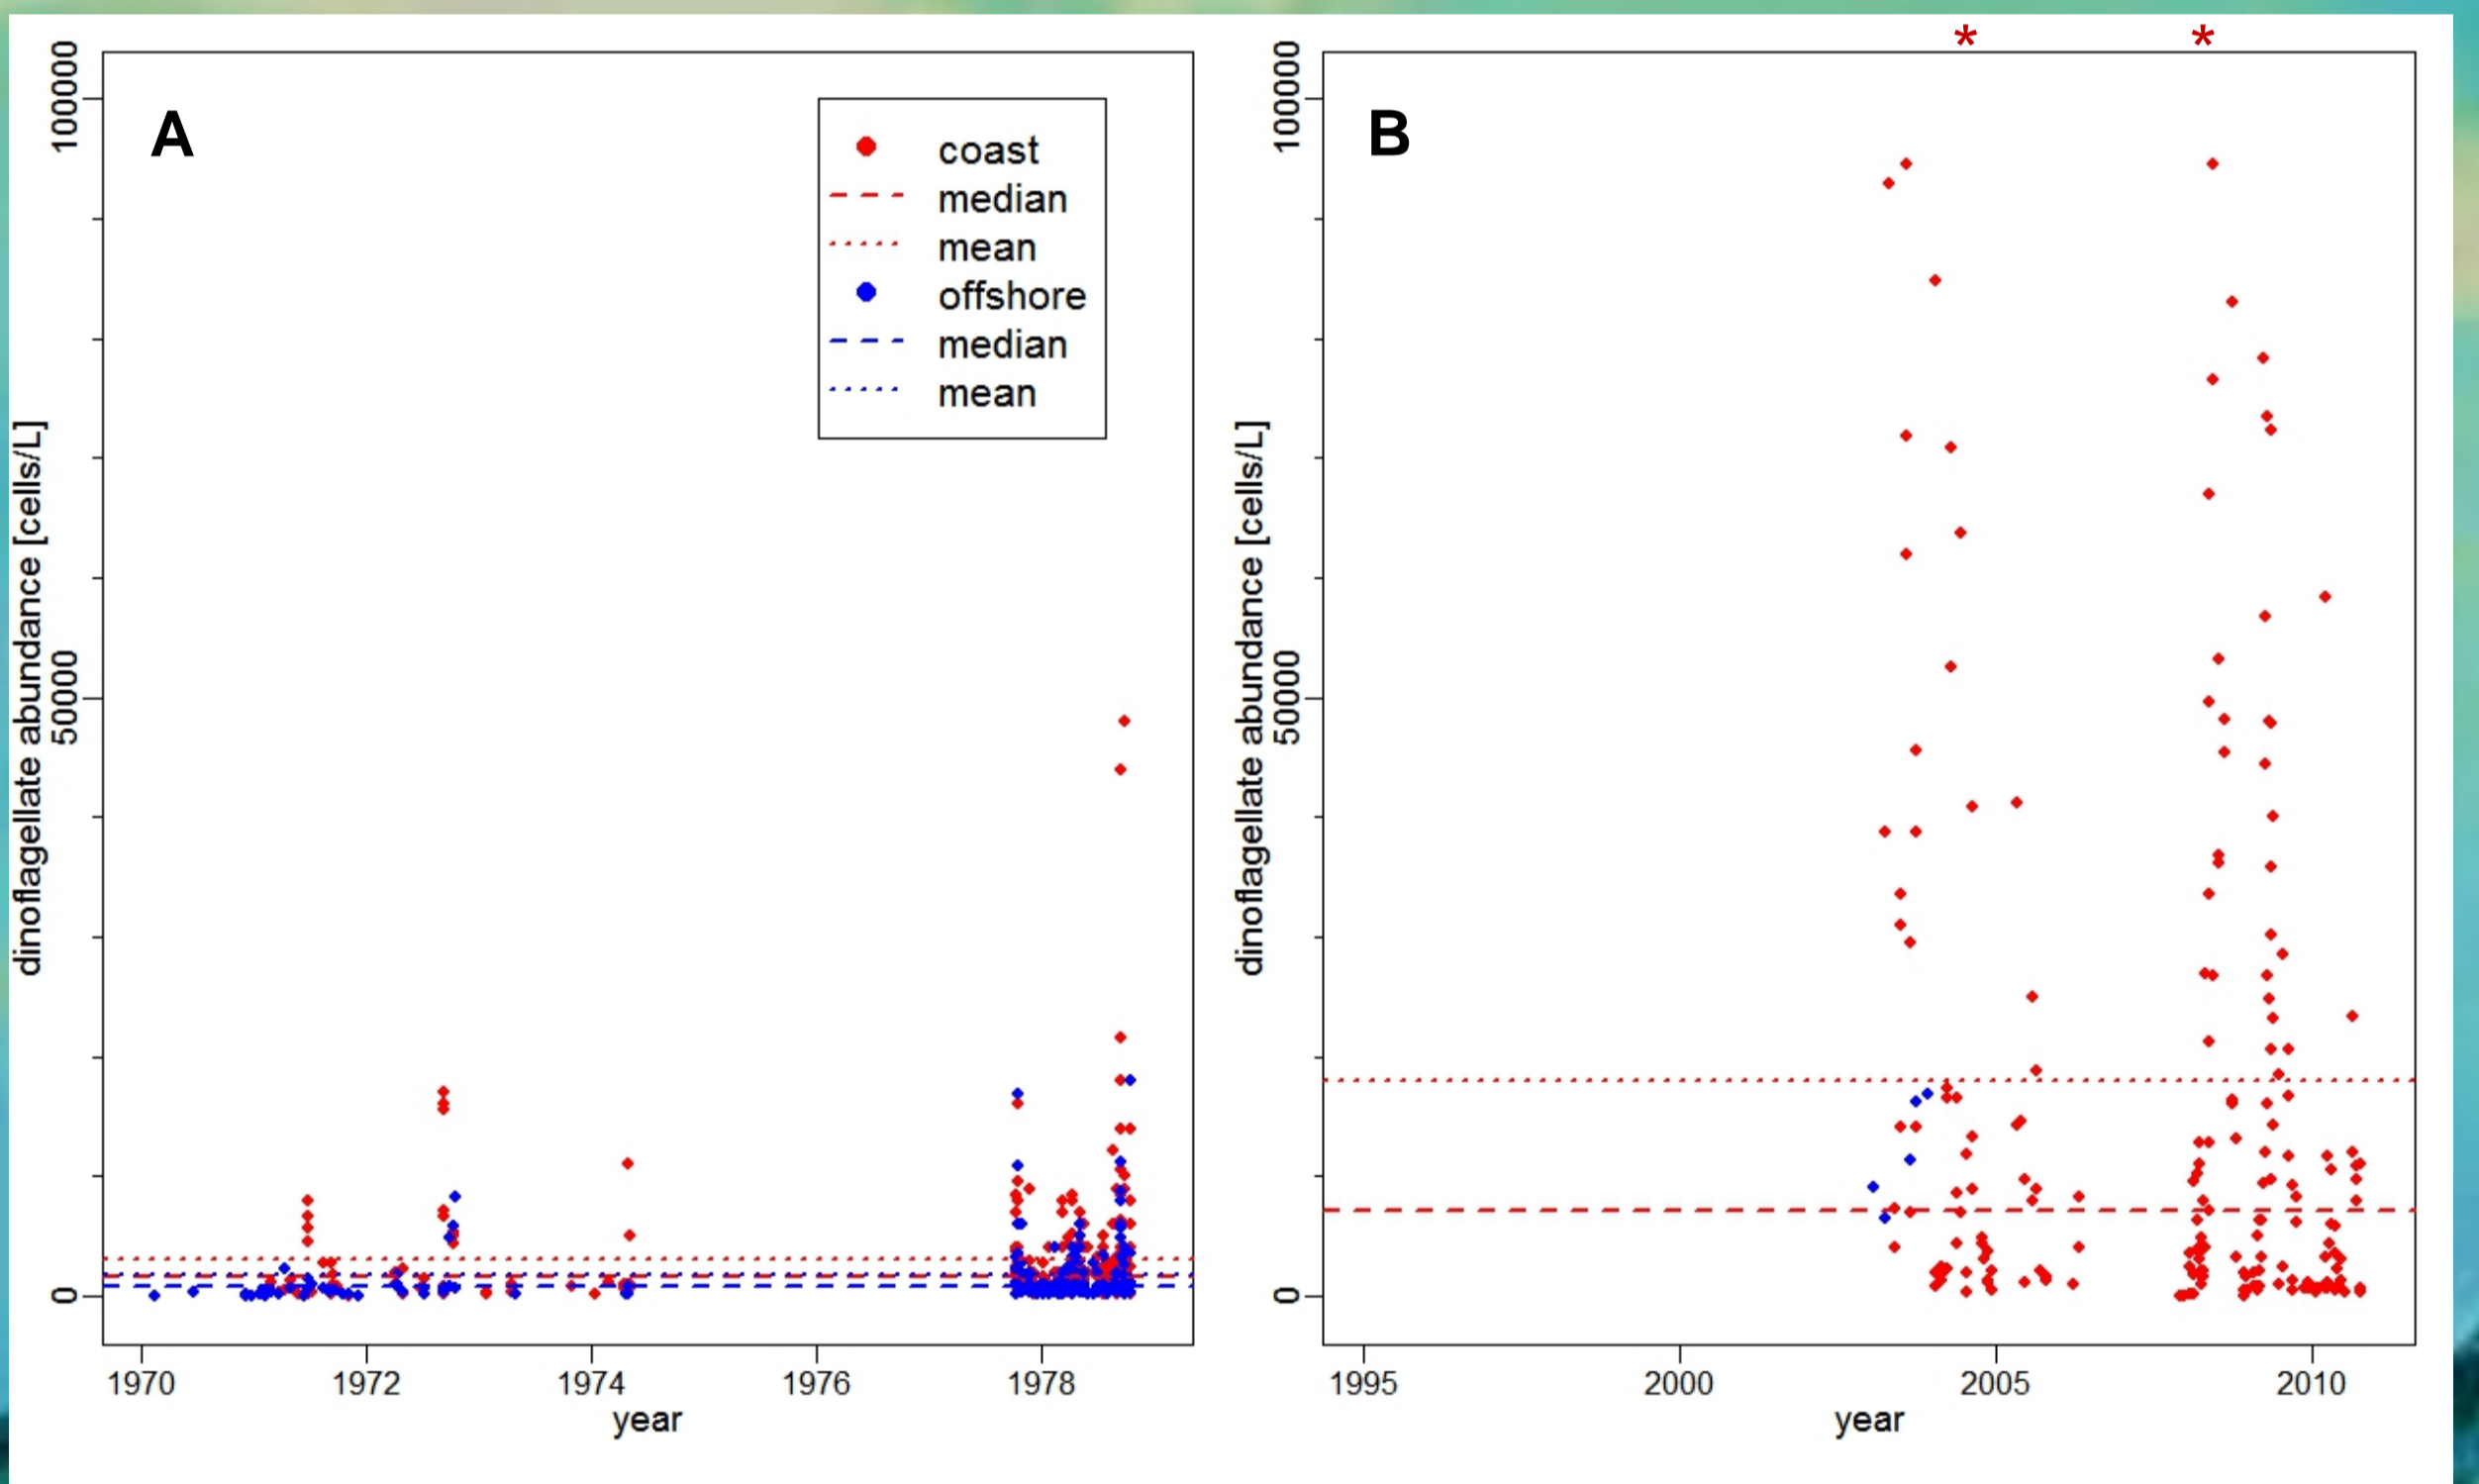 A
dinoflagellate abundance [cells/L]
100000
50000
0
coast
median
mean
offshore
median
mean
1970
1972
1974
1976
1978
year
* *
B
dinoflagellate abundance [cells/L]
100000
50000
0
1995
2000
2005
2010
year